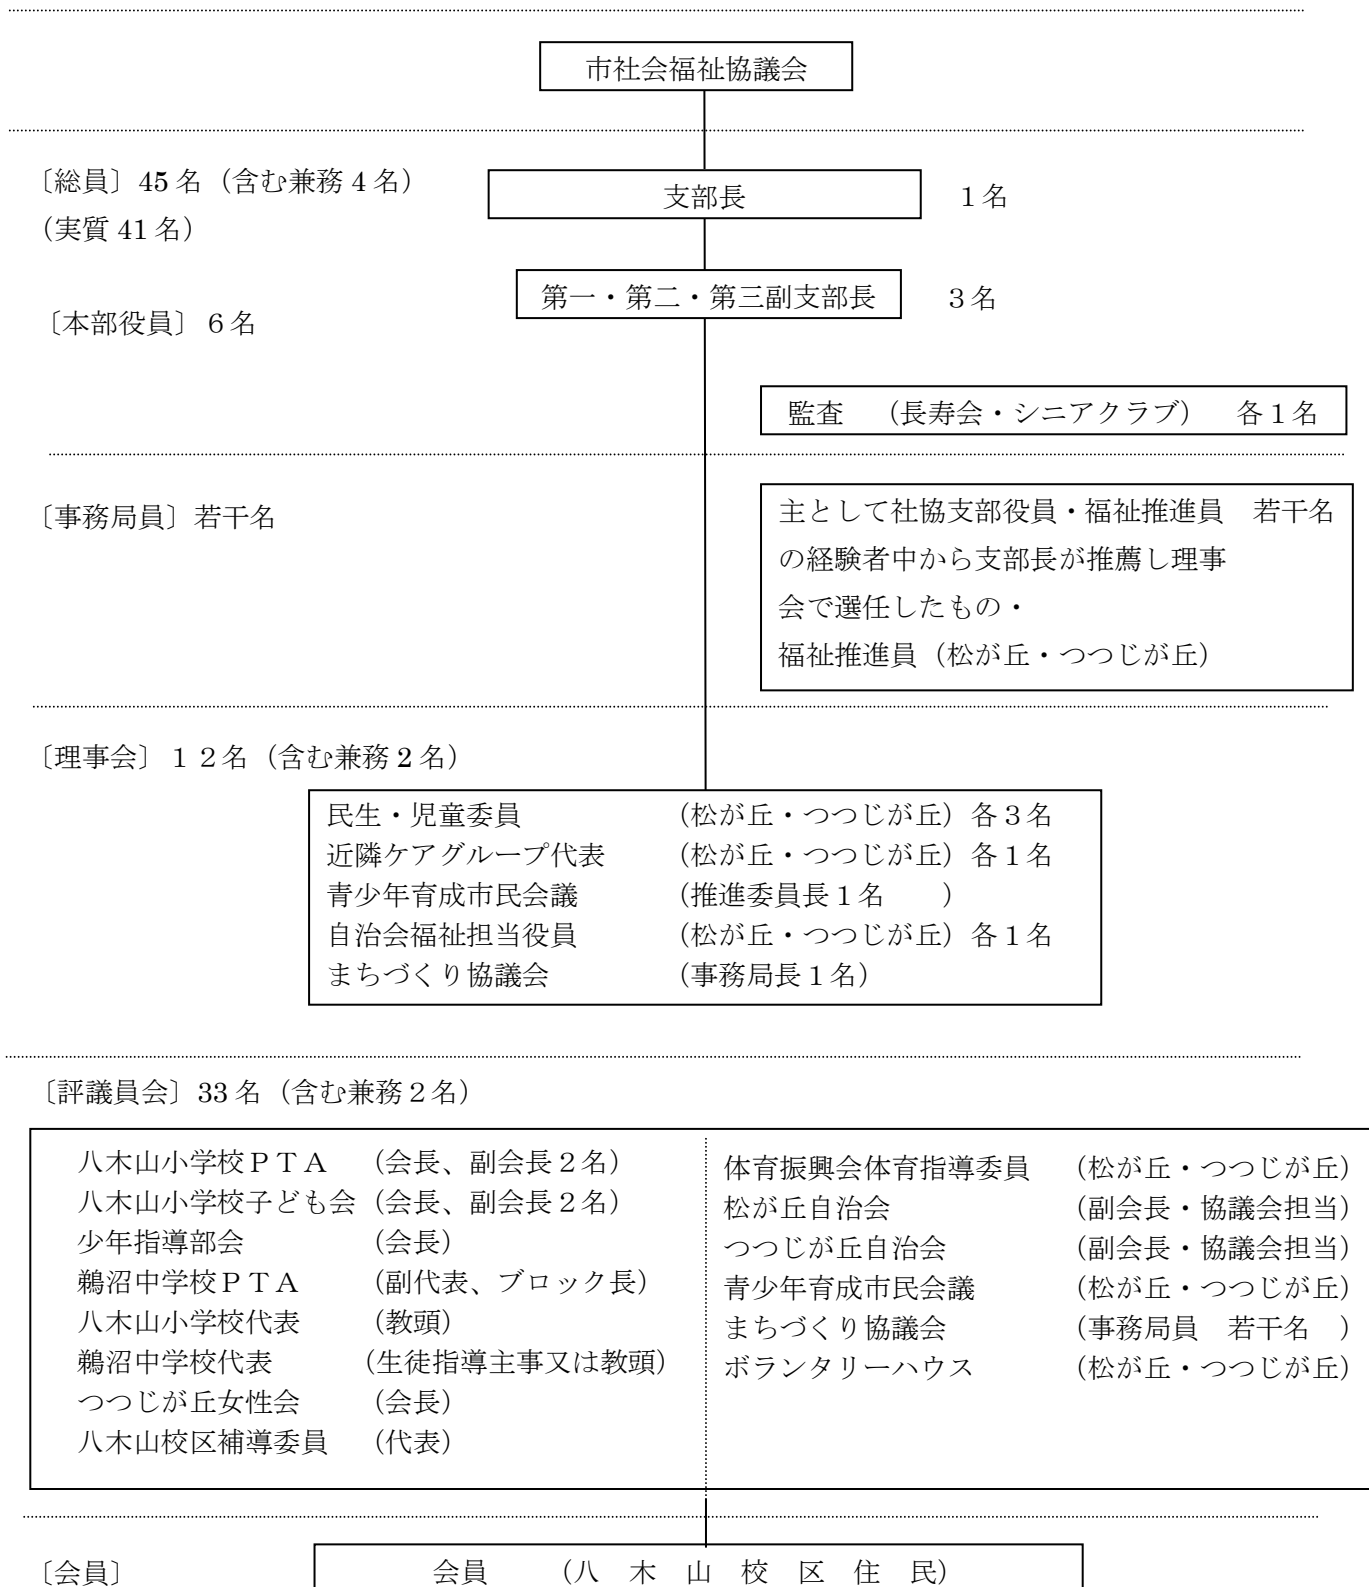 市社会福祉協議会
〔総員〕45名（含む兼務4名）
（実質41名）
支部長　１名
第一・第二・第三副支部長　３名
〔本部役員〕６名
監査　（長寿会・シニアクラブ）　各１名
〔事務局員〕若干名
主として社協支部役員・福祉推進員　若干名
の経験者中から支部長が推薦し理事
会で選任したもの・
福祉推進員（松が丘・つつじが丘）
〔理事会〕１２名（含む兼務2名）
民生・児童委員　（松が丘・つつじが丘）各３名
近隣ケアグループ代表　（松が丘・つつじが丘）各１名
青少年育成市民会議　（推進委員長１名　　）
自治会福祉担当役員　（松が丘・つつじが丘）各１名
まちづくり協議会　（事務局長１名）
〔評議員会〕33名（含む兼務２名）
八木山小学校ＰＴＡ　（会長、副会長２名）
八木山小学校子ども会（会長、副会長２名）
少年指導部会　（会長）
鵜沼中学校ＰＴＡ　（副代表、ブロック長）
八木山小学校代表　（教頭）
鵜沼中学校代表　（生徒指導主事又は教頭）
つつじが丘女性会　（会長）
八木山校区補導委員　（代表）
体育振興会体育指導委員　（松が丘・つつじが丘）
松が丘自治会　（副会長・協議会担当）
つつじが丘自治会　（副会長・協議会担当）
青少年育成市民会議　（松が丘・つつじが丘）
まちづくり協議会　（事務局員　若干名　）
ボランタリーハウス　（松が丘・つつじが丘）
〔会員〕
会員　（八　木　山　校　区　住　民）